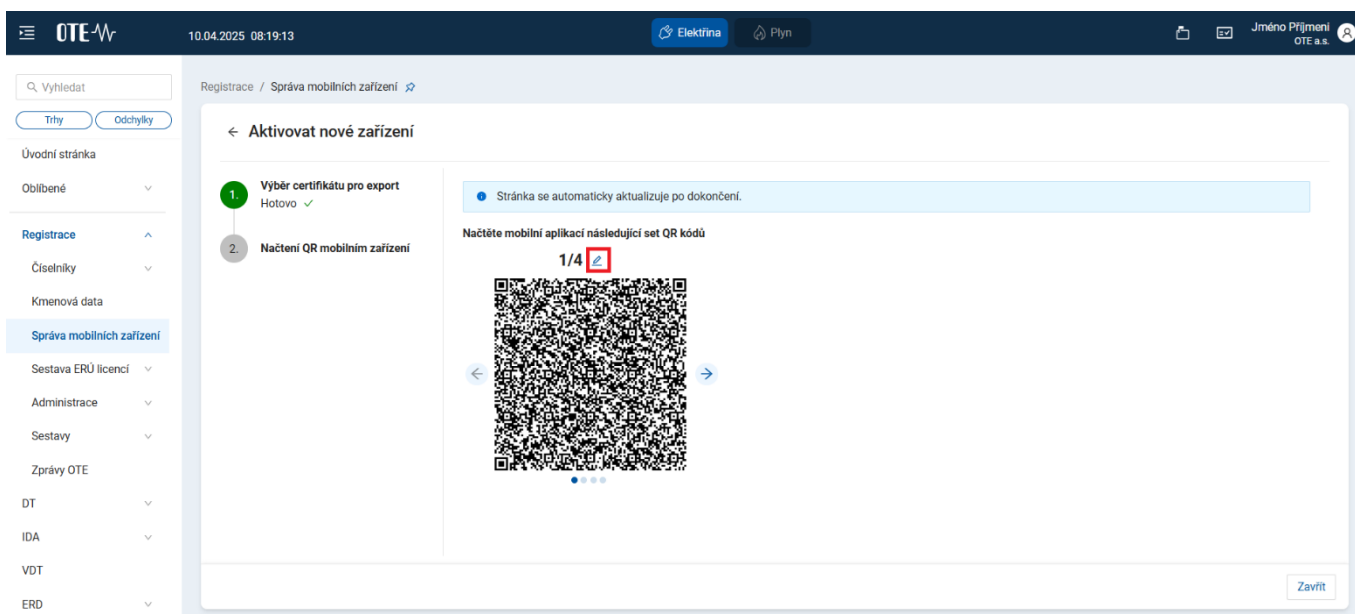 OTE
10.04.2025 08:19:13
Elektřina
Plyn
Jméno Příjmení
OTE a.s.
Vyhledat
Trhy
Odchylky
Úvodní stránka
Oblíbené
Registrace
Číselníky
Kmenová data
Správa mobilních zařízení
Sestava ERÚ licencí
Administrace
Sestavy
Zprávy OTE
DT
IDA
VDT
ERD
Registrace / Správa mobilních zařízení
Aktivovat nové zařízení
1. Výběr certifikátu pro export
Hotovo
2. Načtení QR mobilním zařízení
Stránka se automaticky aktualizuje po dokončení.
Načtěte mobilní aplikací následující set QR kódů
1/4
Zavřít